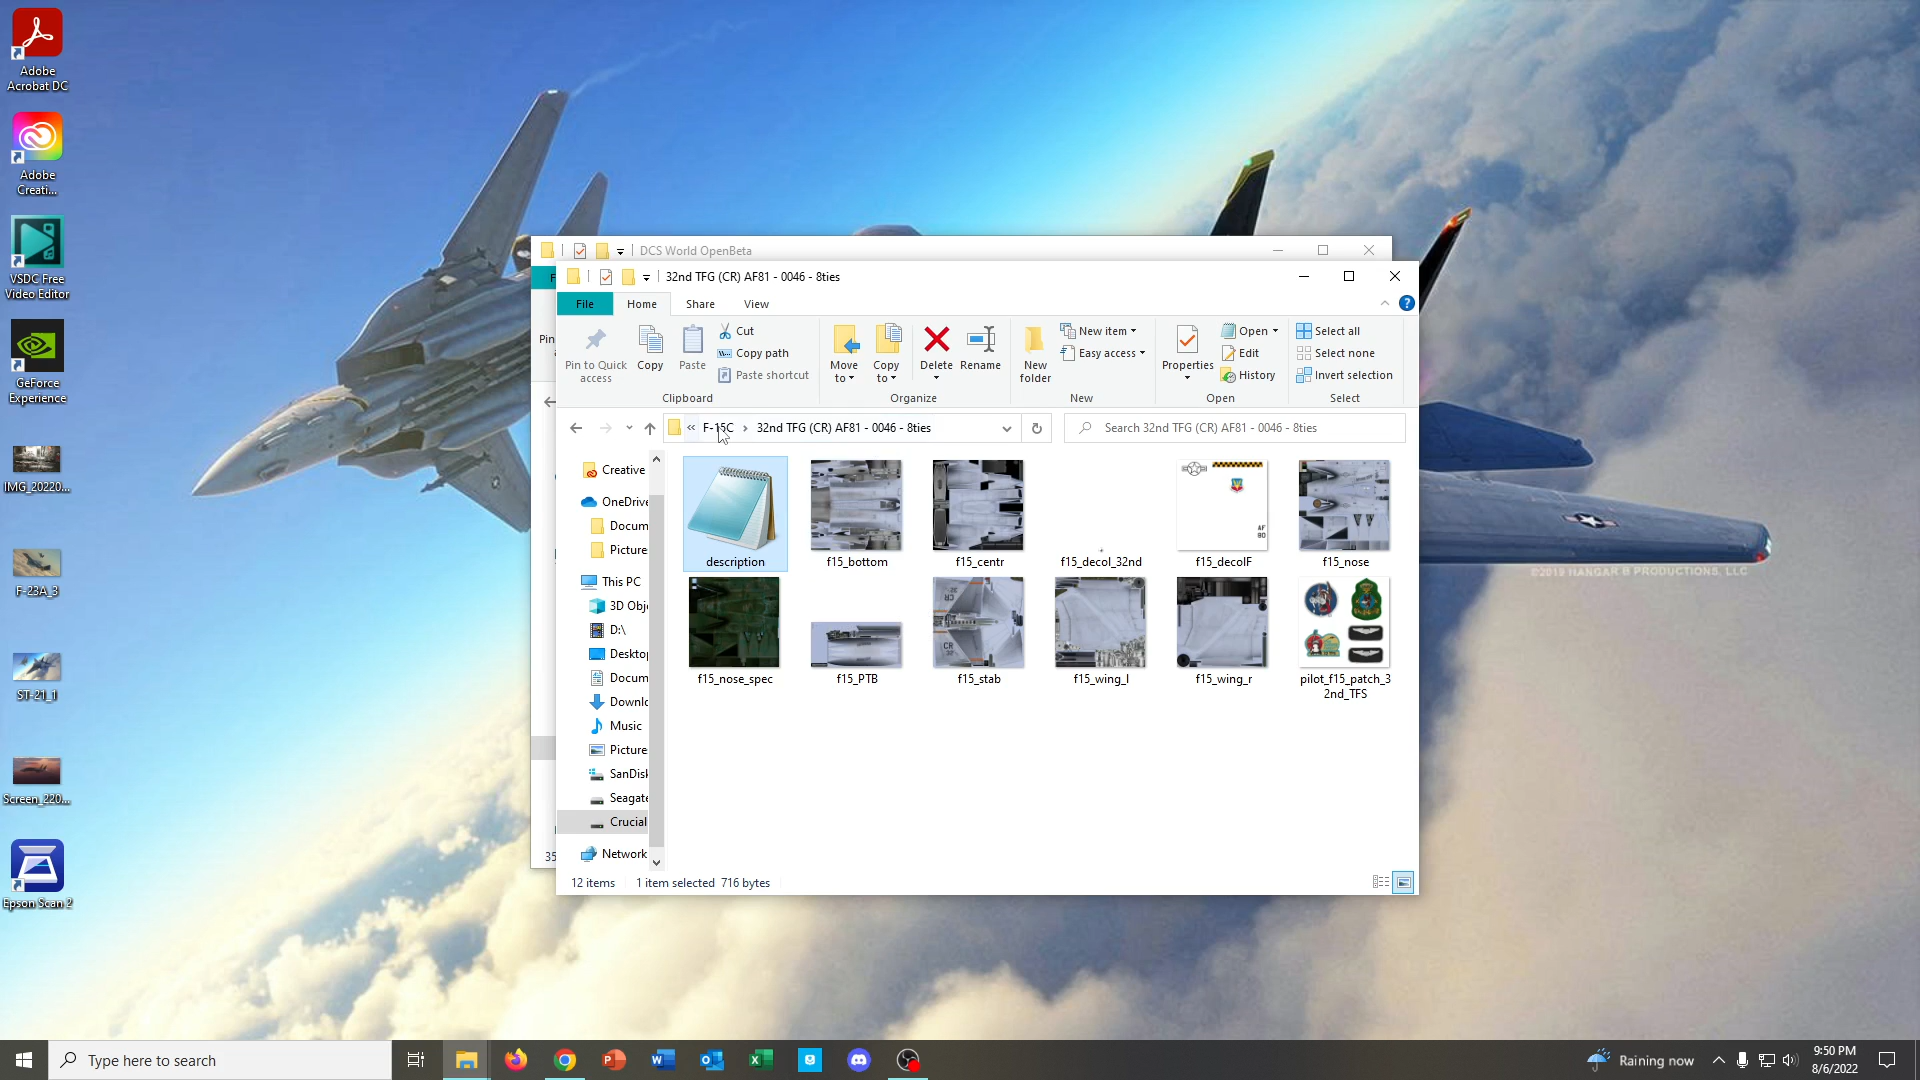 Adobe
Acrobat DC
Adobe
Creati...
VSDC Free
Video Editor
GeForce
Experience
IMG_20220...
F-23A_3
ST-21_1
Screen_220...
Epson Scan 2
DCS World OpenBeta
32nd TFG (CR) AF81 - 0046 - 8ties
File
Home
Share
View
Pin to Quick
access
Copy
Paste
Cut
Copy path
Paste shortcut
Move
to
Copy
to
Delete
Rename
New
folder
New item
Easy access
Properties
Open
Edit
History
Select all
Select none
Invert selection
Clipboard
Organize
New
Open
Select
« F-15C › 32nd TFG (CR) AF81 - 0046 - 8ties
Search 32nd TFG (CR) AF81 - 0046 - 8ties
Creative
OneDrive
Docum
Picture
This PC
3D Obj
D:\
Desktop
Docum
Downlo
Music
Picture
SanDisk
Seagate
Crucial
Network
description
f15_bottom
f15_centr
f15_decol_32nd
f15_decolF
f15_nose
AF
80
f15_nose_spec
f15_PTB
f15_stab
f15_wing_l
f15_wing_r
pilot_f15_patch_3
2nd_TFS
CR
CR
12 items
1 item selected 716 bytes
35
Pin
©2019 HANGAR B PRODUCTIONS, LLC
Type here to search
Raining now
9:50 PM
8/6/2022